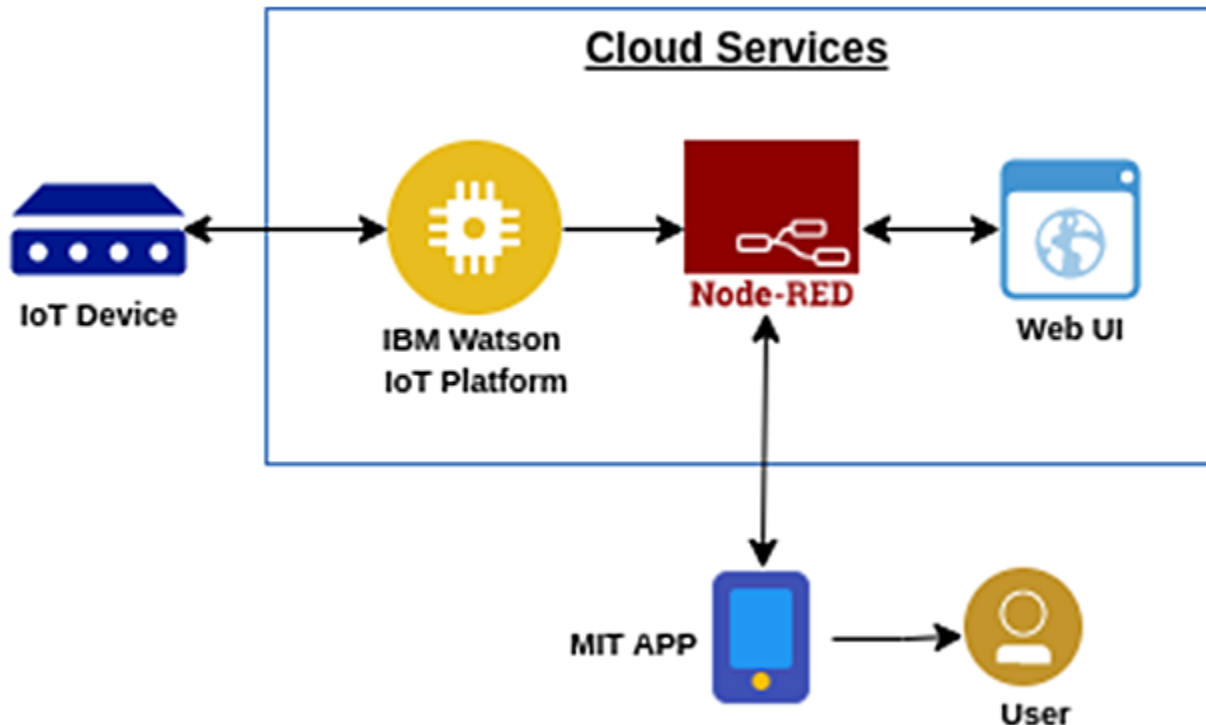 Cloud Services
IoT Device
IBM Watson
IoT Platform
Node-RED
Web UI
MIT APP
User